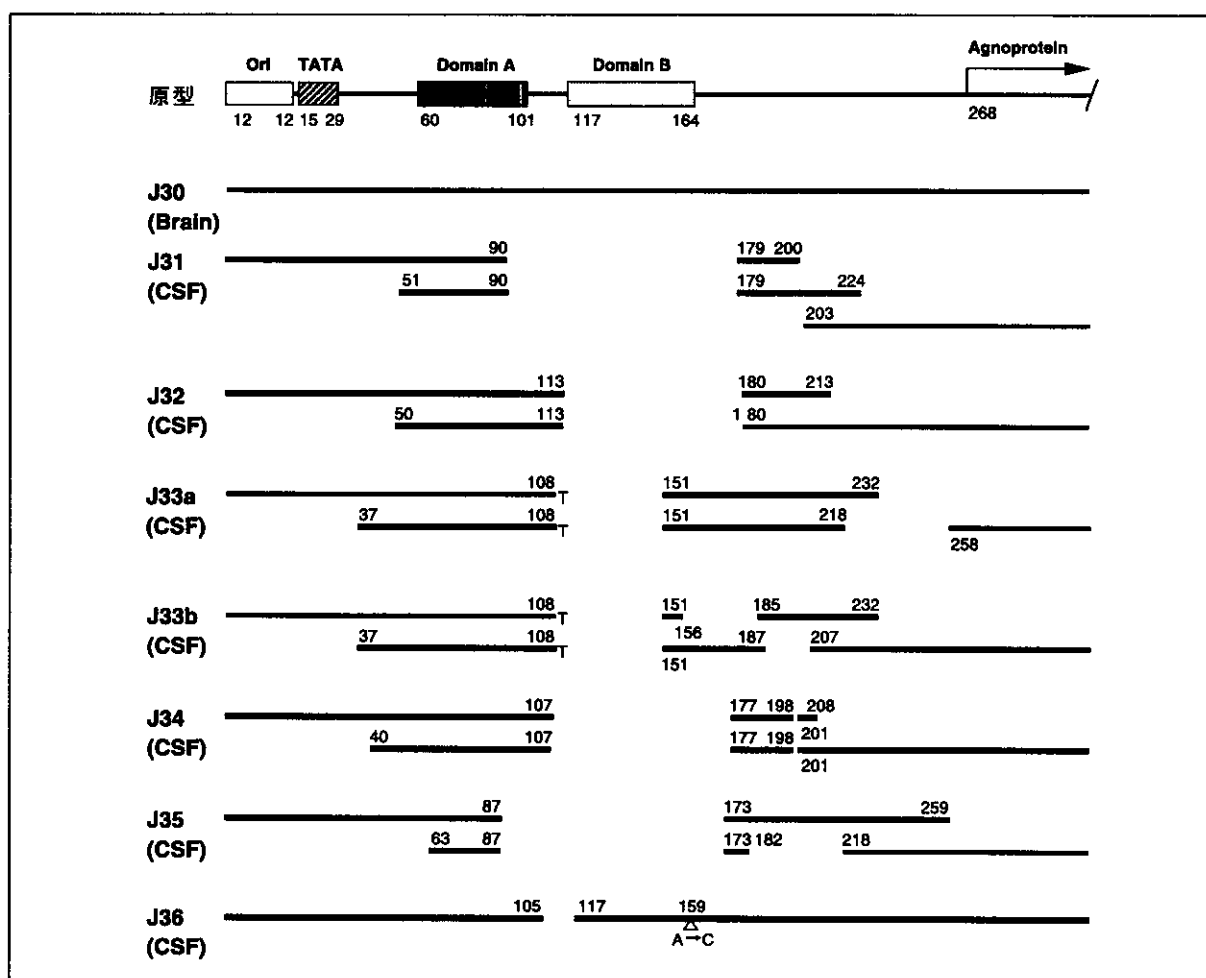 Ori TATA Domain A Domain B Agnoprotein
原型
12 12 15 29 60 101 117 164 268
J30
(Brain)
J31 90 179 200
(CSF) 51 90 179 224
203
J32 113 180 213
(CSF) 50 113 1 80
J33a 108 T 151 232
(CSF) 37 108 T 151 218
258
J33b 108 T 151 185 232
(CSF) 37 108 T 156 187 207
151
J34 107 177 198 208
(CSF) 40 107 177 198 201
201
J35 87 173 259
(CSF) 63 87 173 182 218
J36 105 117 159
(CSF) A→C